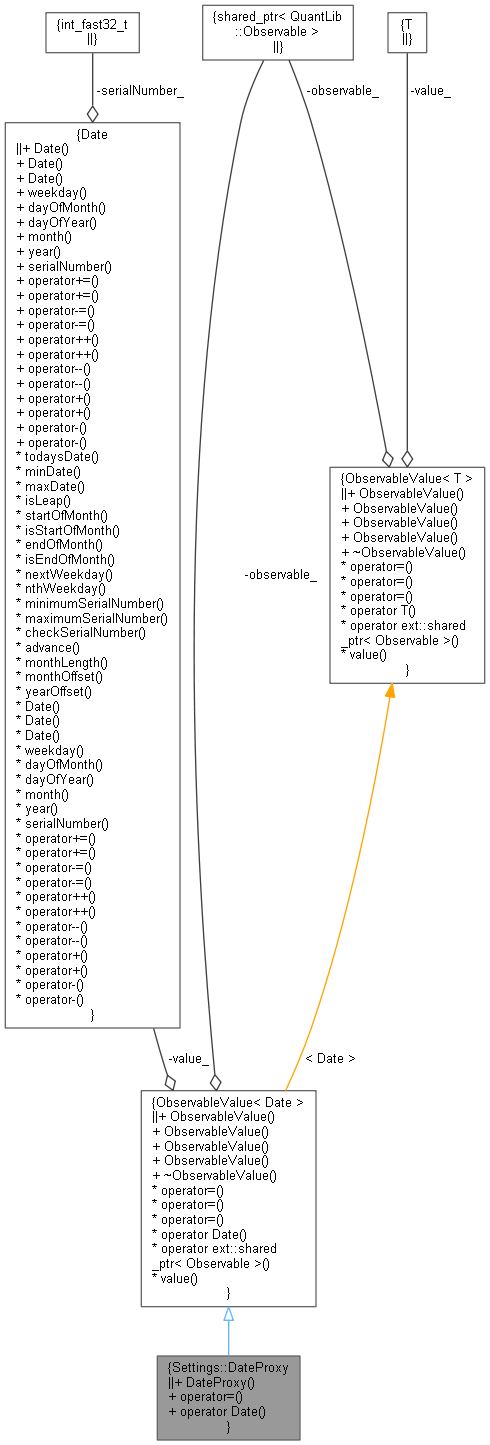 {int_fast32_t
||}
{shared_ptr< QuantLib
::Observable >
||}
{T
||}
-serialNumber_
-observable_
-value_
{Date
||+ Date()
+ Date()
+ Date()
+ weekday()
+ dayOfMonth()
+ dayOfYear()
+ month()
+ year()
+ serialNumber()
+ operator+=()
+ operator+=()
+ operator-=()
+ operator-=()
+ operator++()
+ operator++()
+ operator--()
+ operator--()
+ operator+()
+ operator+()
+ operator-()
+ operator-()
* todaysDate()
* minDate()
* maxDate()
* isLeap()
* startOfMonth()
* isStartOfMonth()
* endOfMonth()
* isEndOfMonth()
* nextWeekday()
* nthWeekday()
* minimumSerialNumber()
* maximumSerialNumber()
* checkSerialNumber()
* advance()
* monthLength()
* monthOffset()
* yearOffset()
* Date()
* Date()
* Date()
* weekday()
* dayOfMonth()
* dayOfYear()
* month()
* year()
* serialNumber()
* operator+=()
* operator+=()
* operator-=()
* operator-=()
* operator++()
* operator++()
* operator--()
* operator--()
* operator+()
* operator+()
* operator-()
* operator-()
}
{ObservableValue< T >
||+ ObservableValue()
+ ObservableValue()
+ ObservableValue()
+ ObservableValue()
+ ~ObservableValue()
* operator=()
* operator=()
* operator=()
* operator T()
* operator ext::shared
_ptr< Observable >()
* value()
}
-observable_
-value_
< Date >
{ObservableValue< Date >
||+ ObservableValue()
+ ObservableValue()
+ ObservableValue()
+ ObservableValue()
+ ~ObservableValue()
* operator=()
* operator=()
* operator=()
* operator Date()
* operator ext::shared
_ptr< Observable >()
* value()
}
{Settings::DateProxy
||+ DateProxy()
+ operator=()
+ operator Date()
}